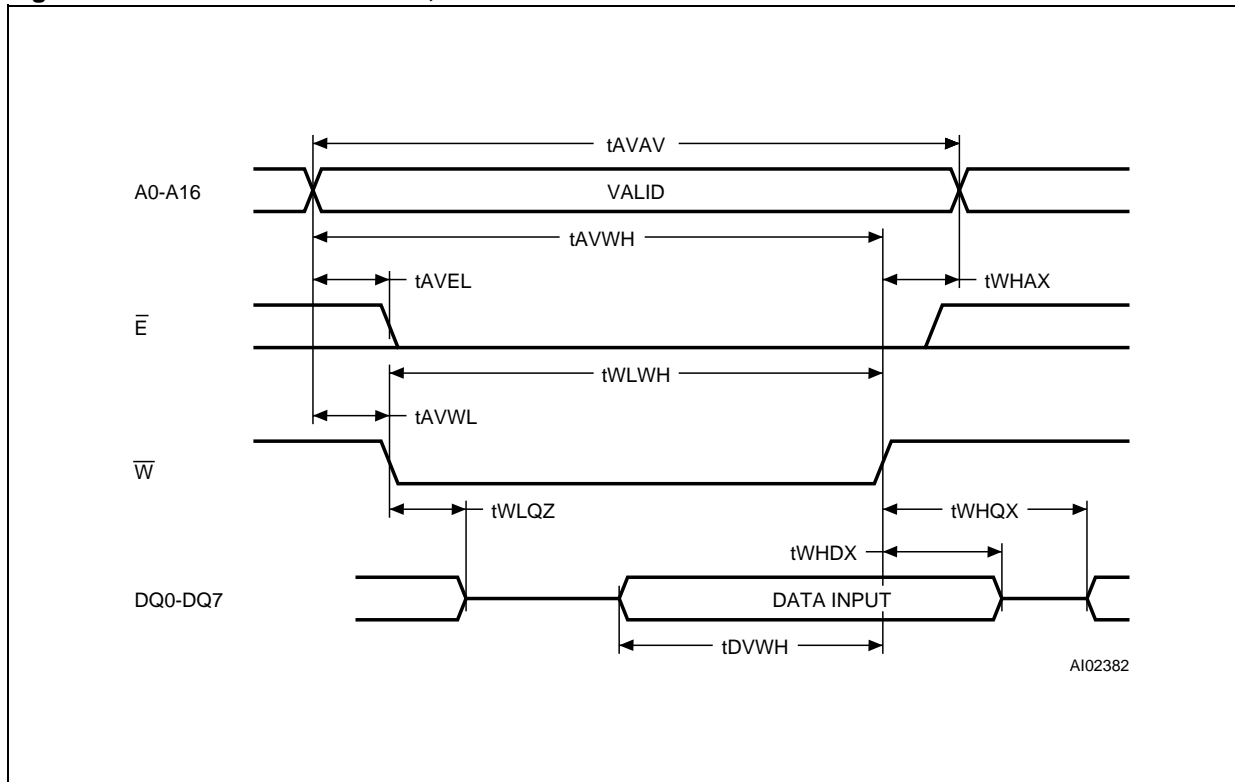 tAVAV
A0-A16
VALID
tAVWH
tAVEL
tWHAX
E̅
tWLWH
tAVWL
W̅
tWLQZ
tWHQX
tWHDX
DQ0-DQ7
DATA INPUT
tDVWH
AI02382